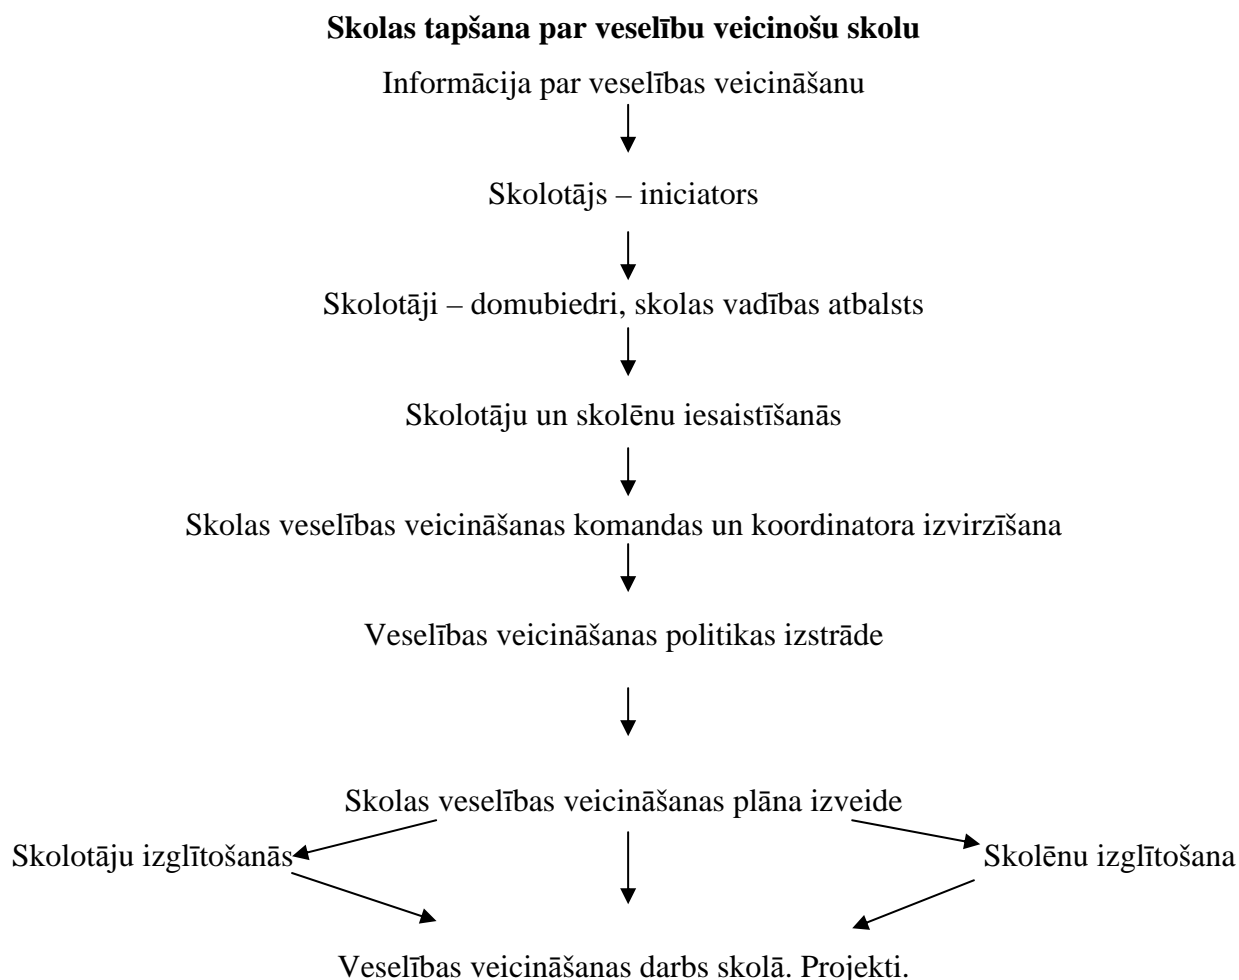 Skolas tapšana par veselību veicinošu skolu
Informācija par veselības veicināšanu
Skolotājs – iniciators
Skolotāji – domubiedri, skolas vadības atbalsts
Skolotāju un skolēnu iesaistīšanās
Skolas veselības veicināšanas komandas un koordinatora izvirzīšana
Veselības veicināšanas politikas izstrāde
Skolas veselības veicināšanas plāna izveide
Skolotāju izglītošanās
Skolēnu izglītošana
Veselības veicināšanas darbs skolā. Projekti.